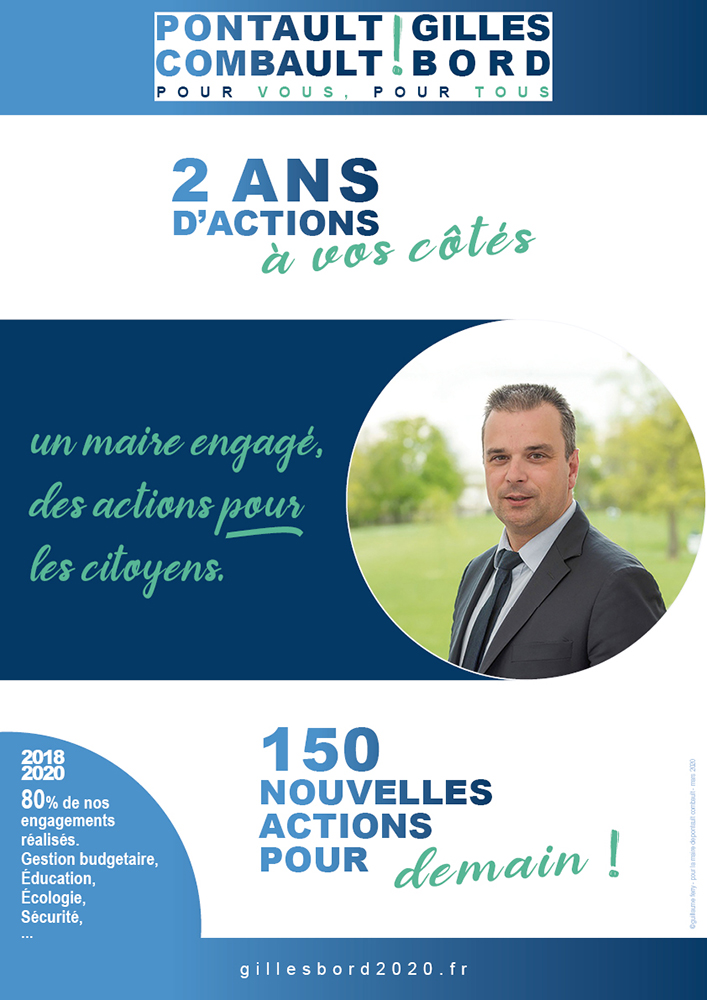 PONTAULT ! GILLES
COMBAULT BORD
POUR VOUS, POUR TOUS
2 ANS
D'ACTIONS
à vos côtés
un maire engagé,
des actions pour
les citoyens.
2018
2020
80% de nos
engagements
réalisés.
Gestion budgetaire,
Éducation,
Écologie,
Sécurité,
...
150
NOUVELLES
ACTIONS
POUR demain !
gillesbord2020.fr